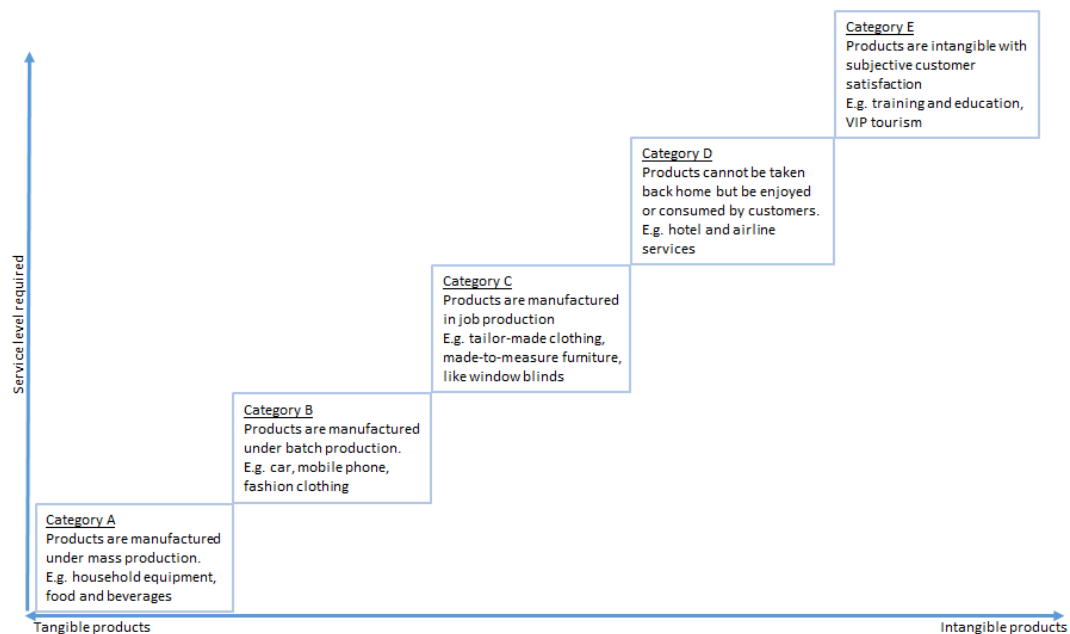 Category E
Products are intangible with
subjective customer
satisfaction
E.g. training and education,
VIP tourism
Category D
Products cannot be taken
back home but be enjoyed
or consumed by customers.
E.g. hotel and airline
services
Category C
Products are manufactured
in job production
E.g. tailor-made clothing,
made-to-measure furniture,
like window blinds
Category B
Products are manufactured
under batch production.
E.g. car, mobile phone,
fashion clothing
Category A
Products are manufactured
under mass production.
E.g. household equipment,
food and beverages
Service level required
Tangible products
Intangible products